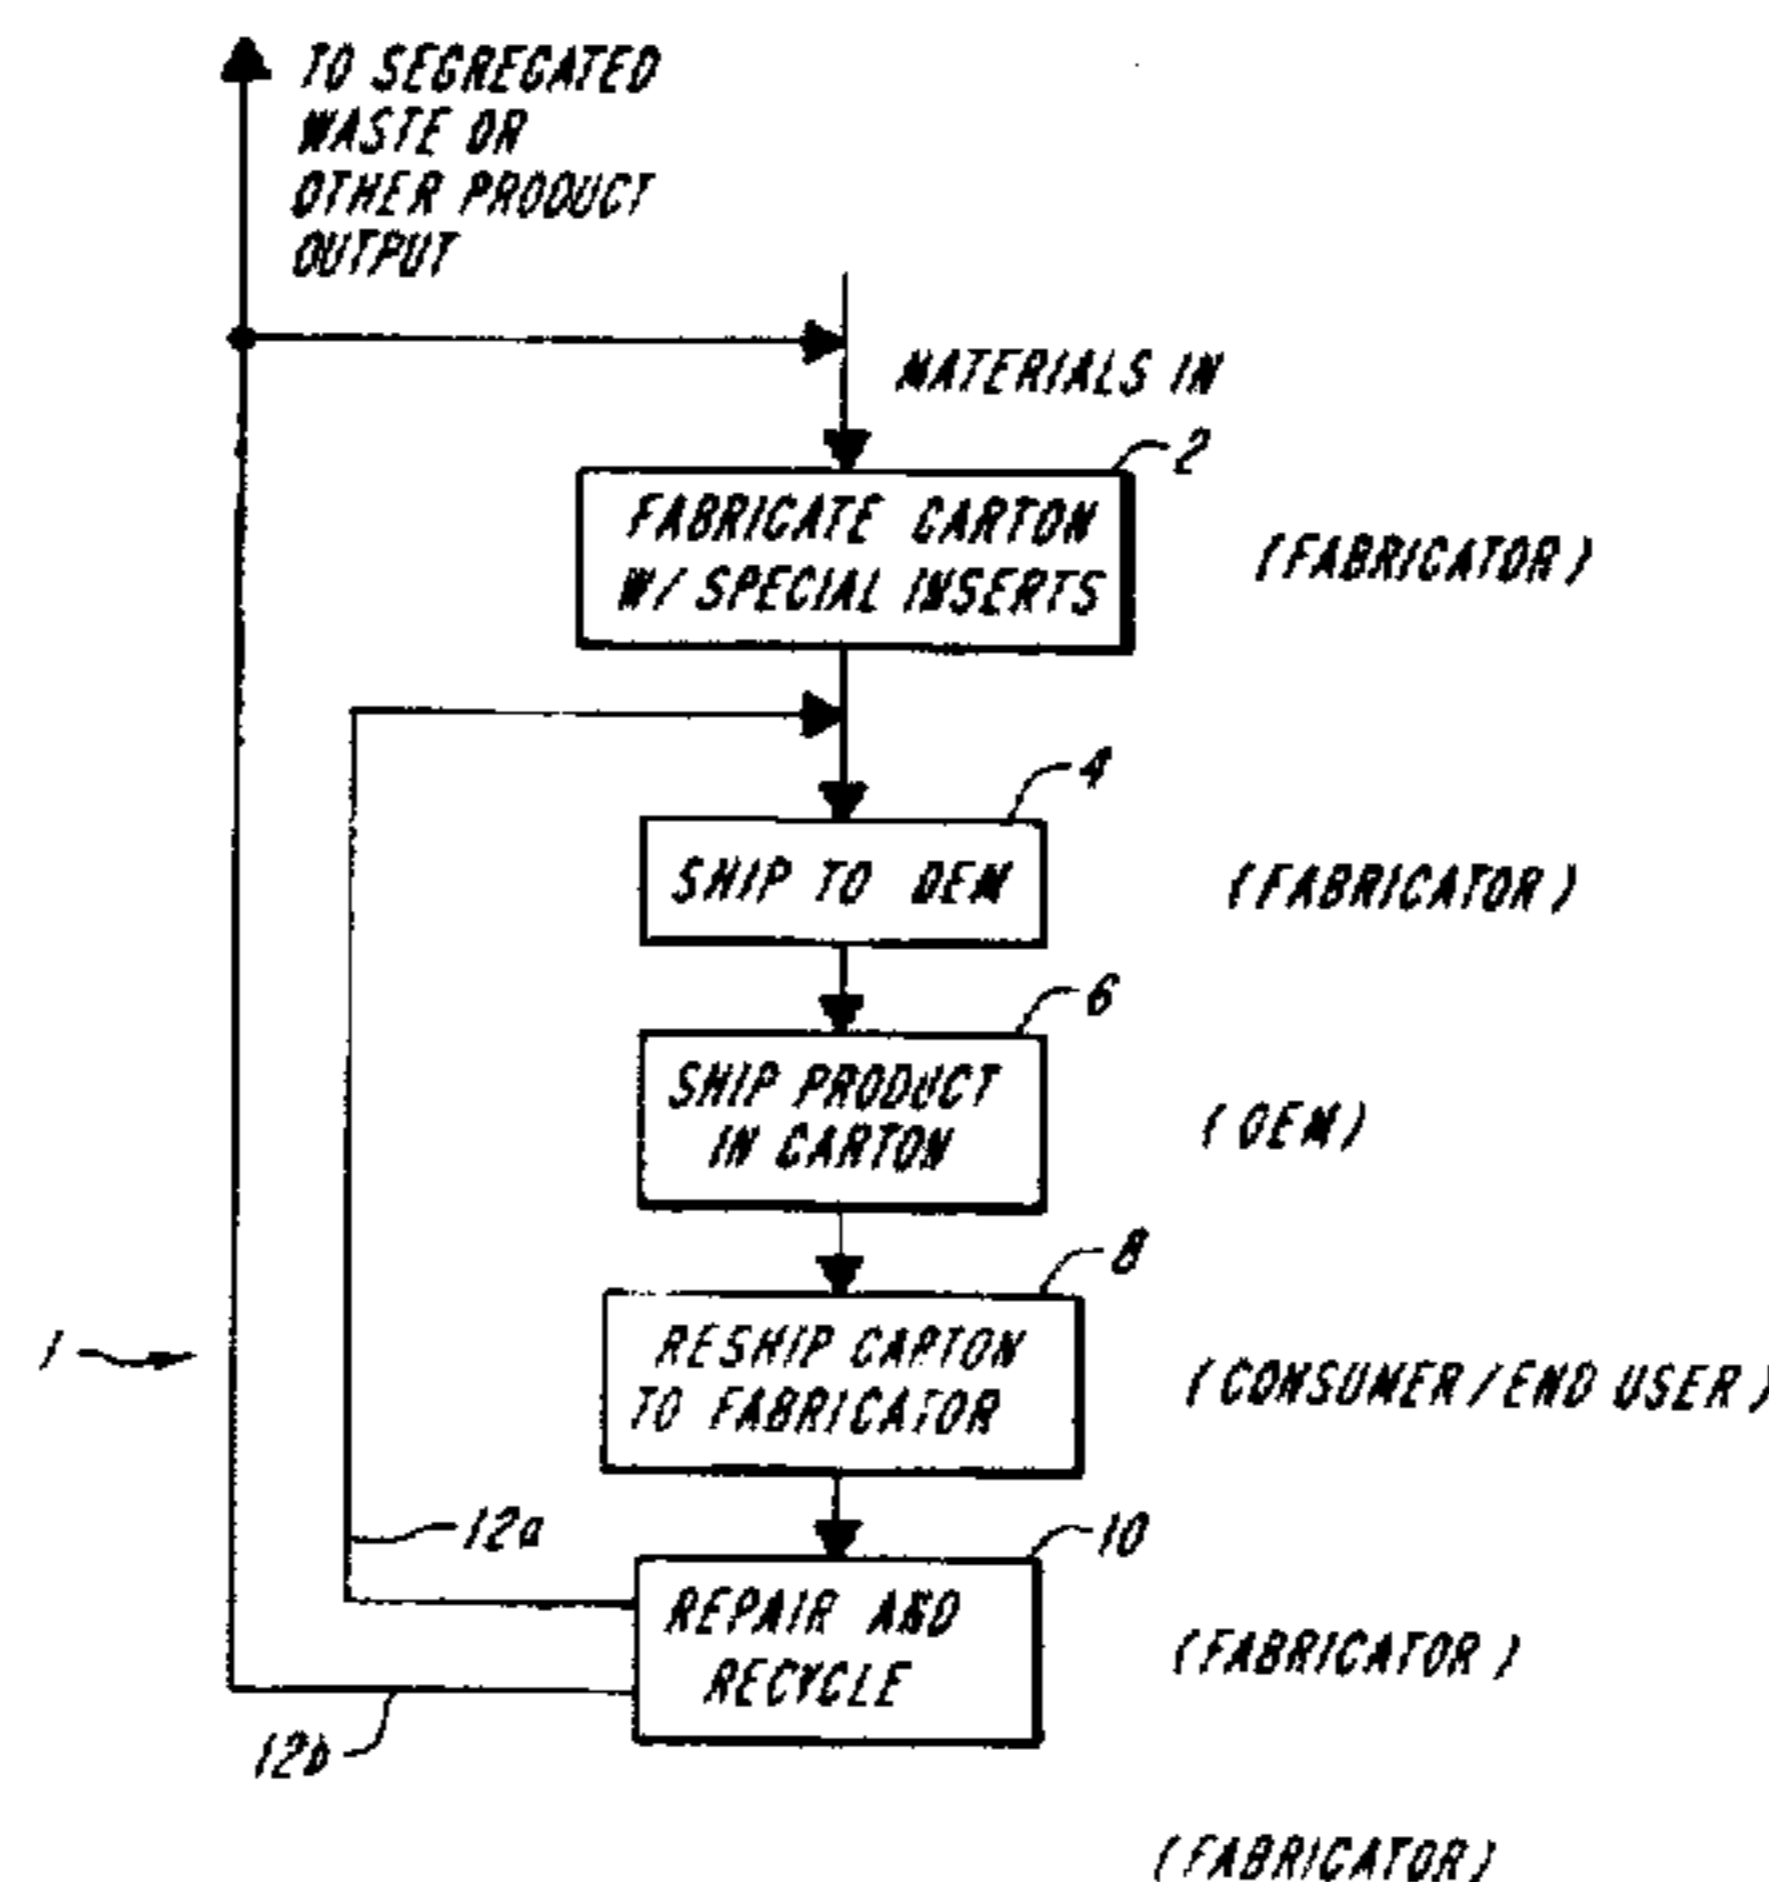 TO SEGREGATED
WASTE OR
OTHER PRODUCT
OUTPUT
MATERIALS IN
2
FABRICATE CARTON
W/ SPECIAL INSERTS
(FABRICATOR)
4
SHIP TO OEM
(FABRICATOR)
6
SHIP PRODUCT
IN CARTON
(OEM)
8
RESHIP CARTON
TO FABRICATOR
(CONSUMER/END USER)
1
12a
10
REPAIR AND
RECYCLE
(FABRICATOR)
12b
(FABRICATOR)